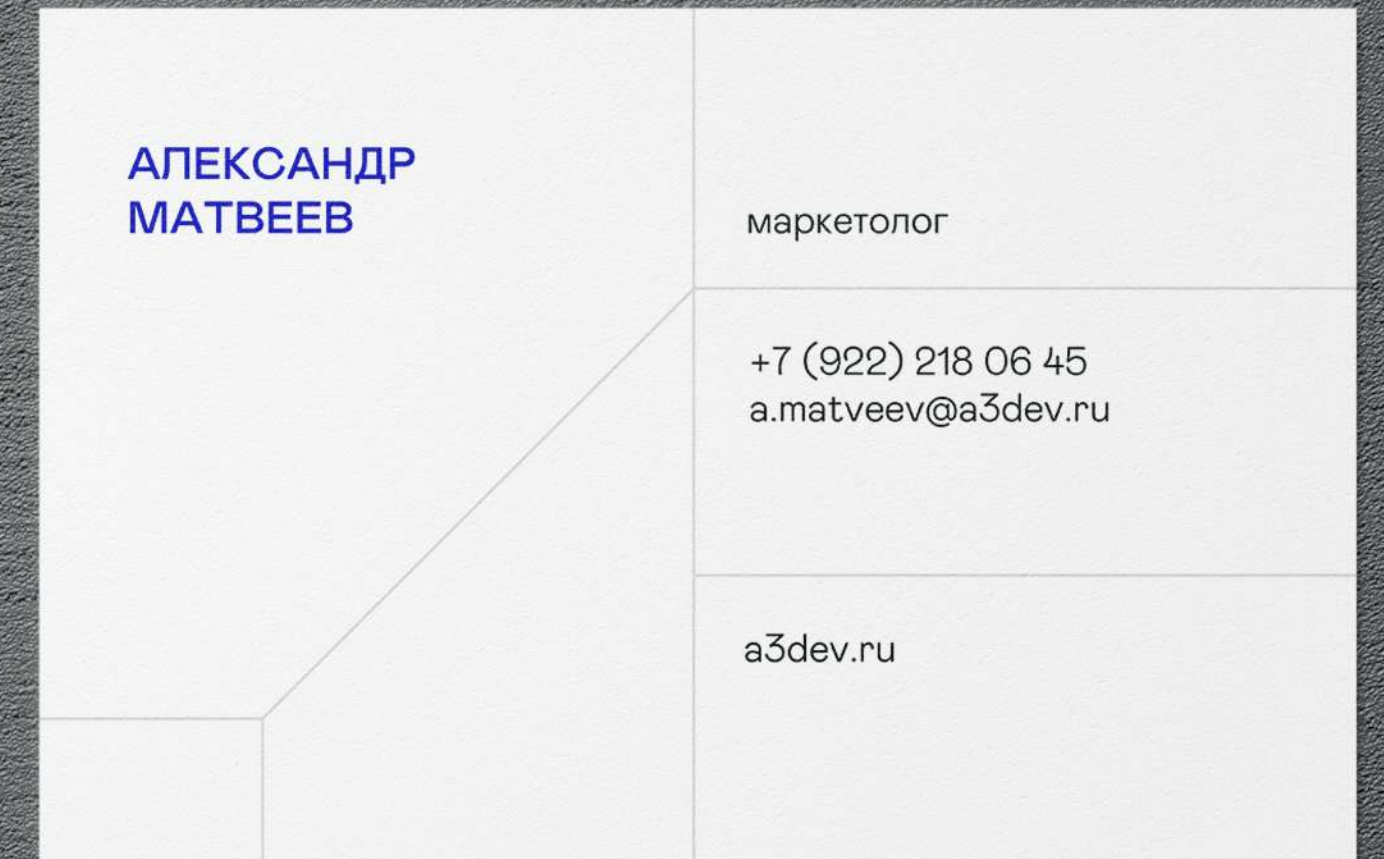 АЛЕКСАНДР
МАТВЕЕВ
маркетолог
+7 (922) 218 06 45
a.matveev@a3dev.ru
a3dev.ru